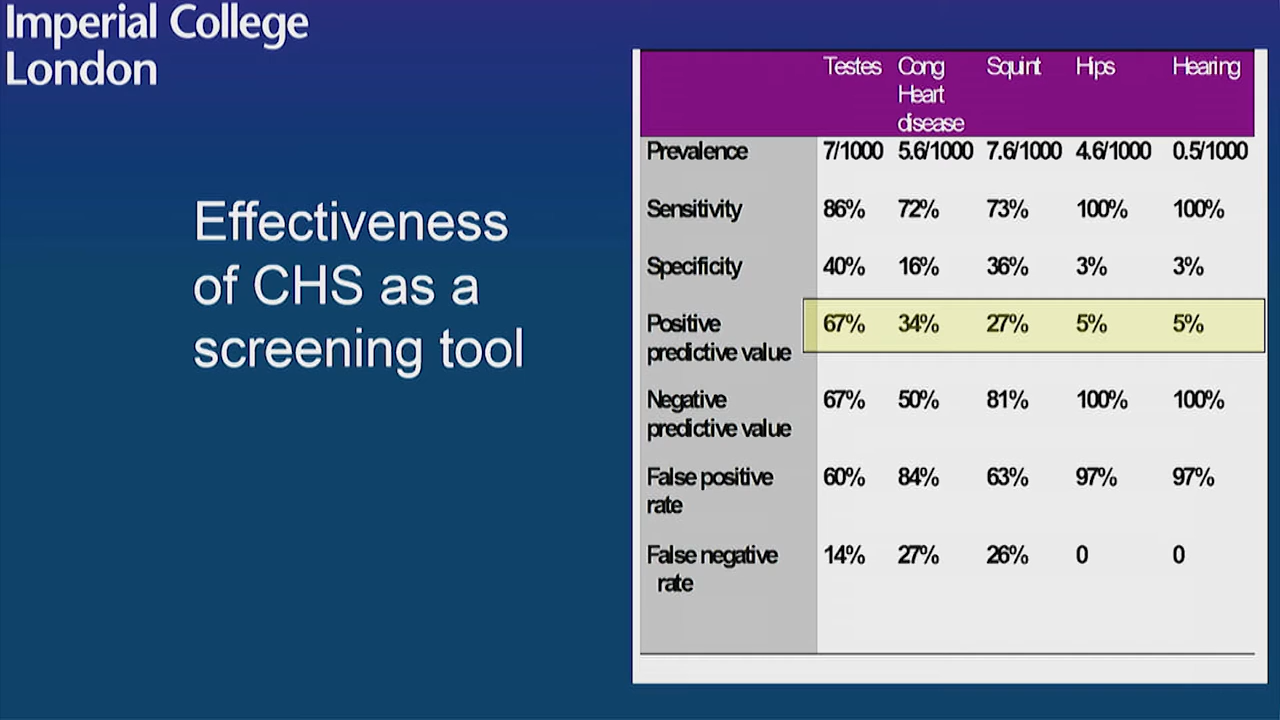 Imperial College
London
Effectiveness
of CHS as a
screening tool
Testes Cong Heart disease Squint Hips Hearing
Prevalence 7/1000 5.6/1000 7.6/1000 4.6/1000 0.5/1000
Sensitivity 86% 72% 73% 100% 100%
Specificity 40% 16% 36% 3% 3%
Positive predictive value 67% 34% 27% 5% 5%
Negative predictive value 67% 50% 81% 100% 100%
False positive rate 60% 84% 63% 97% 97%
False negative rate 14% 27% 26% 0 0